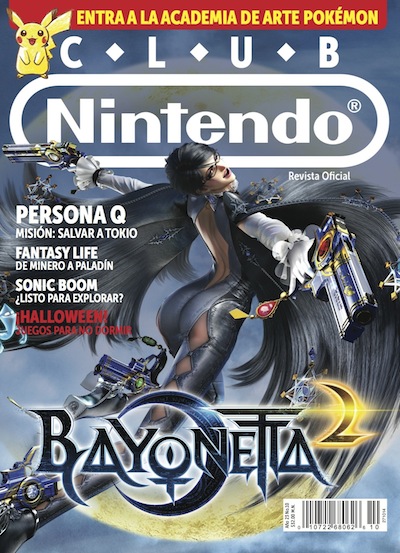 ENTRA A LA ACADEMIA DE ARTE POKÉMON
C·L·U·B
Nintendo®
Revista Oficial
PERSONA Q
MISIÓN: SALVAR A TOKIO
FANTASY LIFE
DE MINERO A PALADÍN
SONIC BOOM
¿LISTO PARA EXPLORAR?
¡HALLOWEEN!
JUEGOS PARA NO DORMIR
BAYONETTA 2